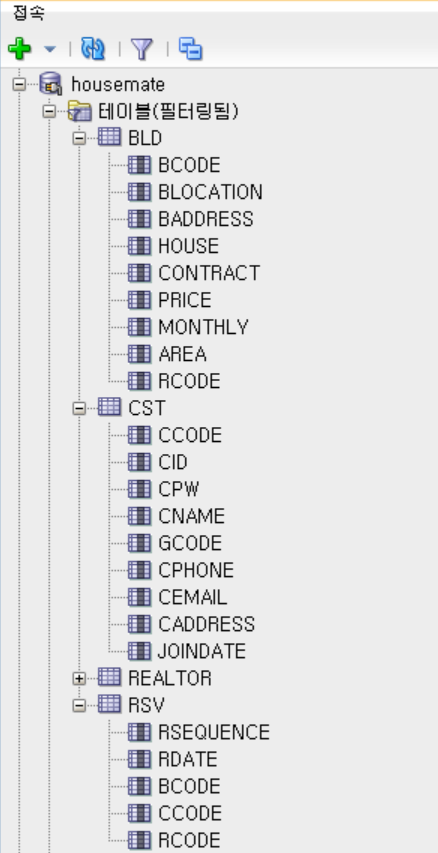 접속
housemate
테이블(필터링됨)
BLD
BCODE
BLOCATION
BADDRESS
HOUSE
CONTRACT
PRICE
MONTHLY
AREA
RCODE
CST
CCODE
CID
CPW
CNAME
GCODE
CPHONE
CEMAIL
CADDRESS
JOINDATE
REALTOR
RSV
RSEQUENCE
RDATE
BCODE
CCODE
RCODE